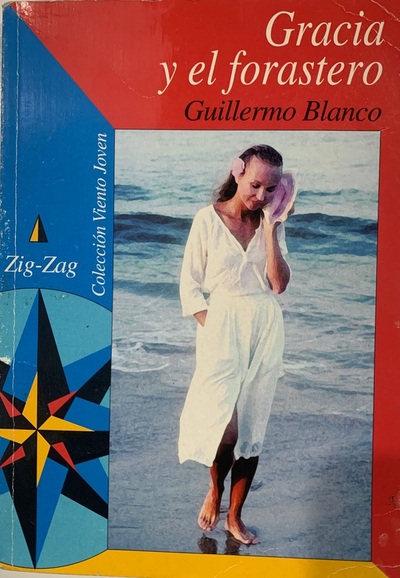 Gracia
y el forastero
Guillermo Blanco
Colección Viento Joven
Zig-Zag